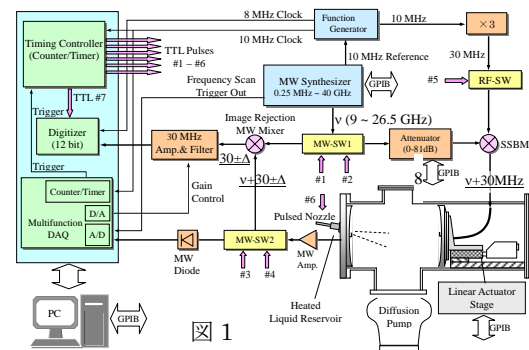 8 MHz Clock
Function
Generator
10 MHz
×3
Timing Controller
(Counter/Timer)
TTL Pulses
#1 – #6
10 MHz Clock
10 MHz Reference
30 MHz
Frequency Scan
Trigger Out
MW Synthesizer
0.25 MHz ~ 40 GHz
GPIB
#5
RF-SW
TTL #7
Trigger
Digitizer
(12 bit)
30 MHz
Amp.& Filter
Image Rejection
MW Mixer
30±Δ
ν (9 ~ 26.5 GHz)
MW-SW1
Attenuator
(0-81dB)
SSBM
Trigger
Counter/Timer
Multifunction
DAQ
D/A
A/D
Gain
Control
ν+30±Δ
#1
#2
8
GPIB
ν+30MHz
#6
Pulsed Nozzle
MW
Diode
MW-SW2
MW
Amp.
#3
#4
Heated
Liquid Reservoir
Diffusion
Pump
Linear Actuator
Stage
GPIB
PC
GPIB
図 1